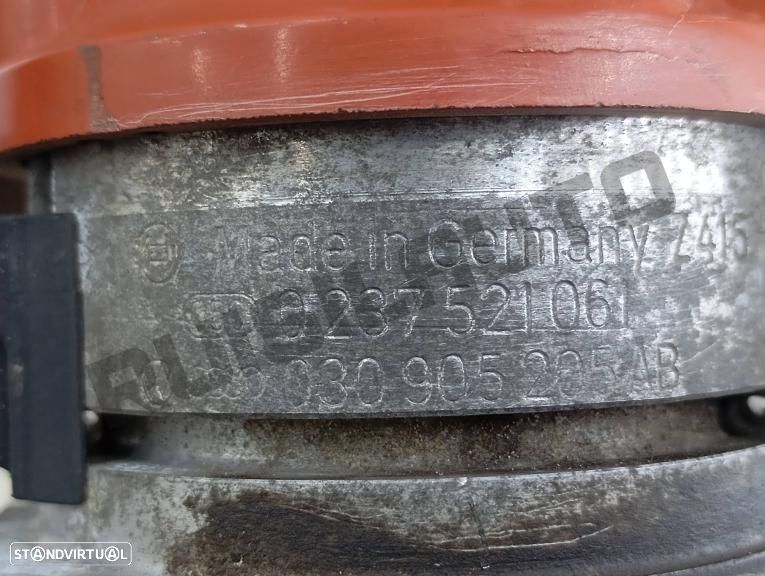 Made in Germany Z415
0 237 521 061
030 905 205 AB
STANDVIRTUAL